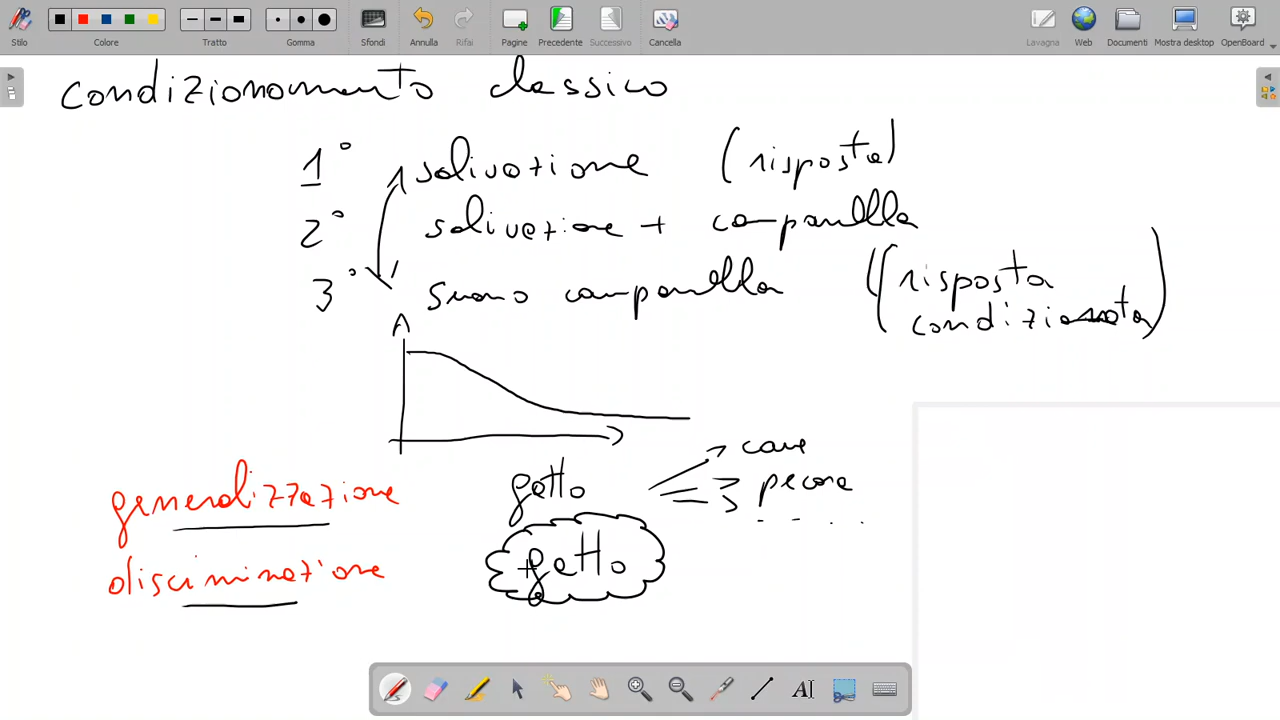 Stilo Colore Tratto Gomma Sfondi Annulla Rifai Pagine Precedente Successivo Cancella Lavagna Web Documenti Mostra desktop OpenBoard
condizionamento classico
1° salivazione (risposta)
2° salivazione + campanella
3° suono campanella (risposta
condizionata)
A
cane
generalizzazione gatto pecora
discriminazione gatto